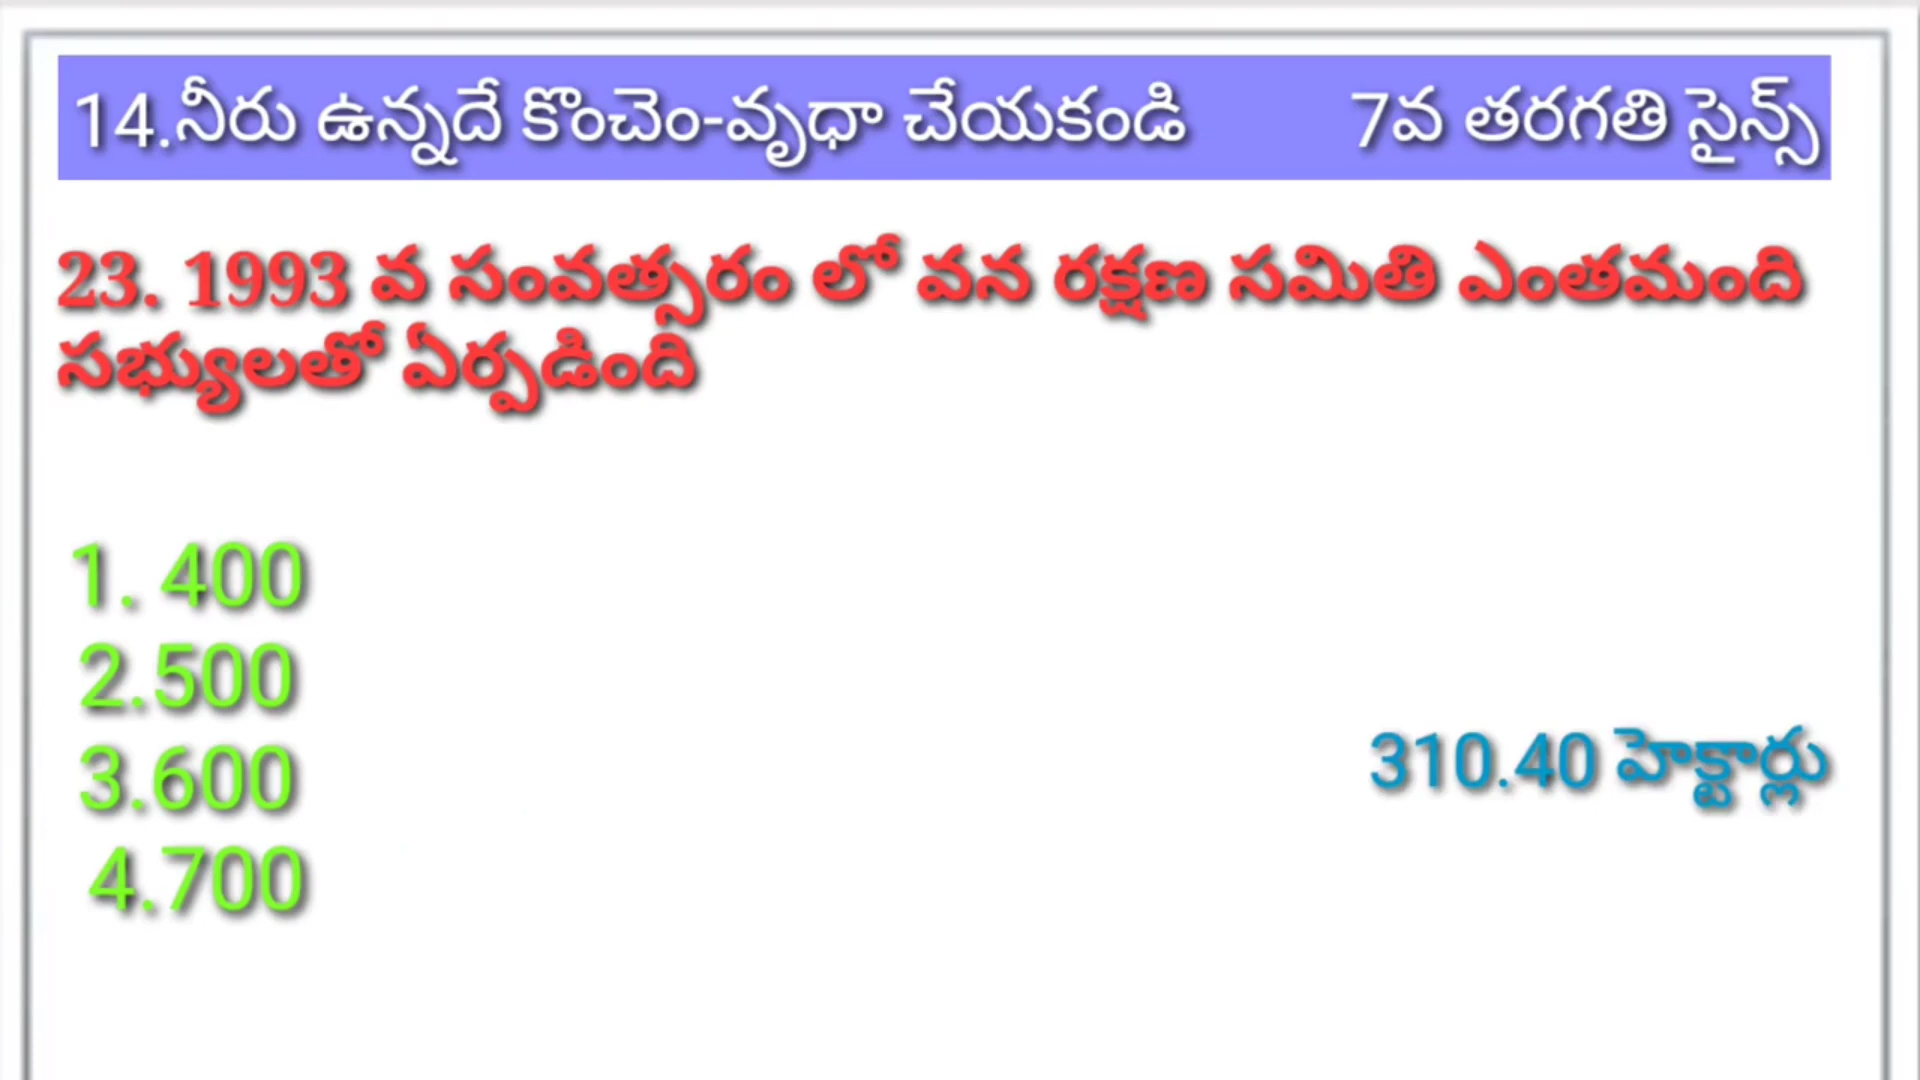 14.నీరు ఉన్నదే కొంచెం-వృధా చేయకండి 7వ తరగతి సైన్స్
23. 1993 వ సంవత్సరం లో వన రక్షణ సమితి ఎంతమంది
సభ్యులతో ఏర్పడింది
1. 400
2.500
3.600
310.40 హెక్టార్లు
4.700